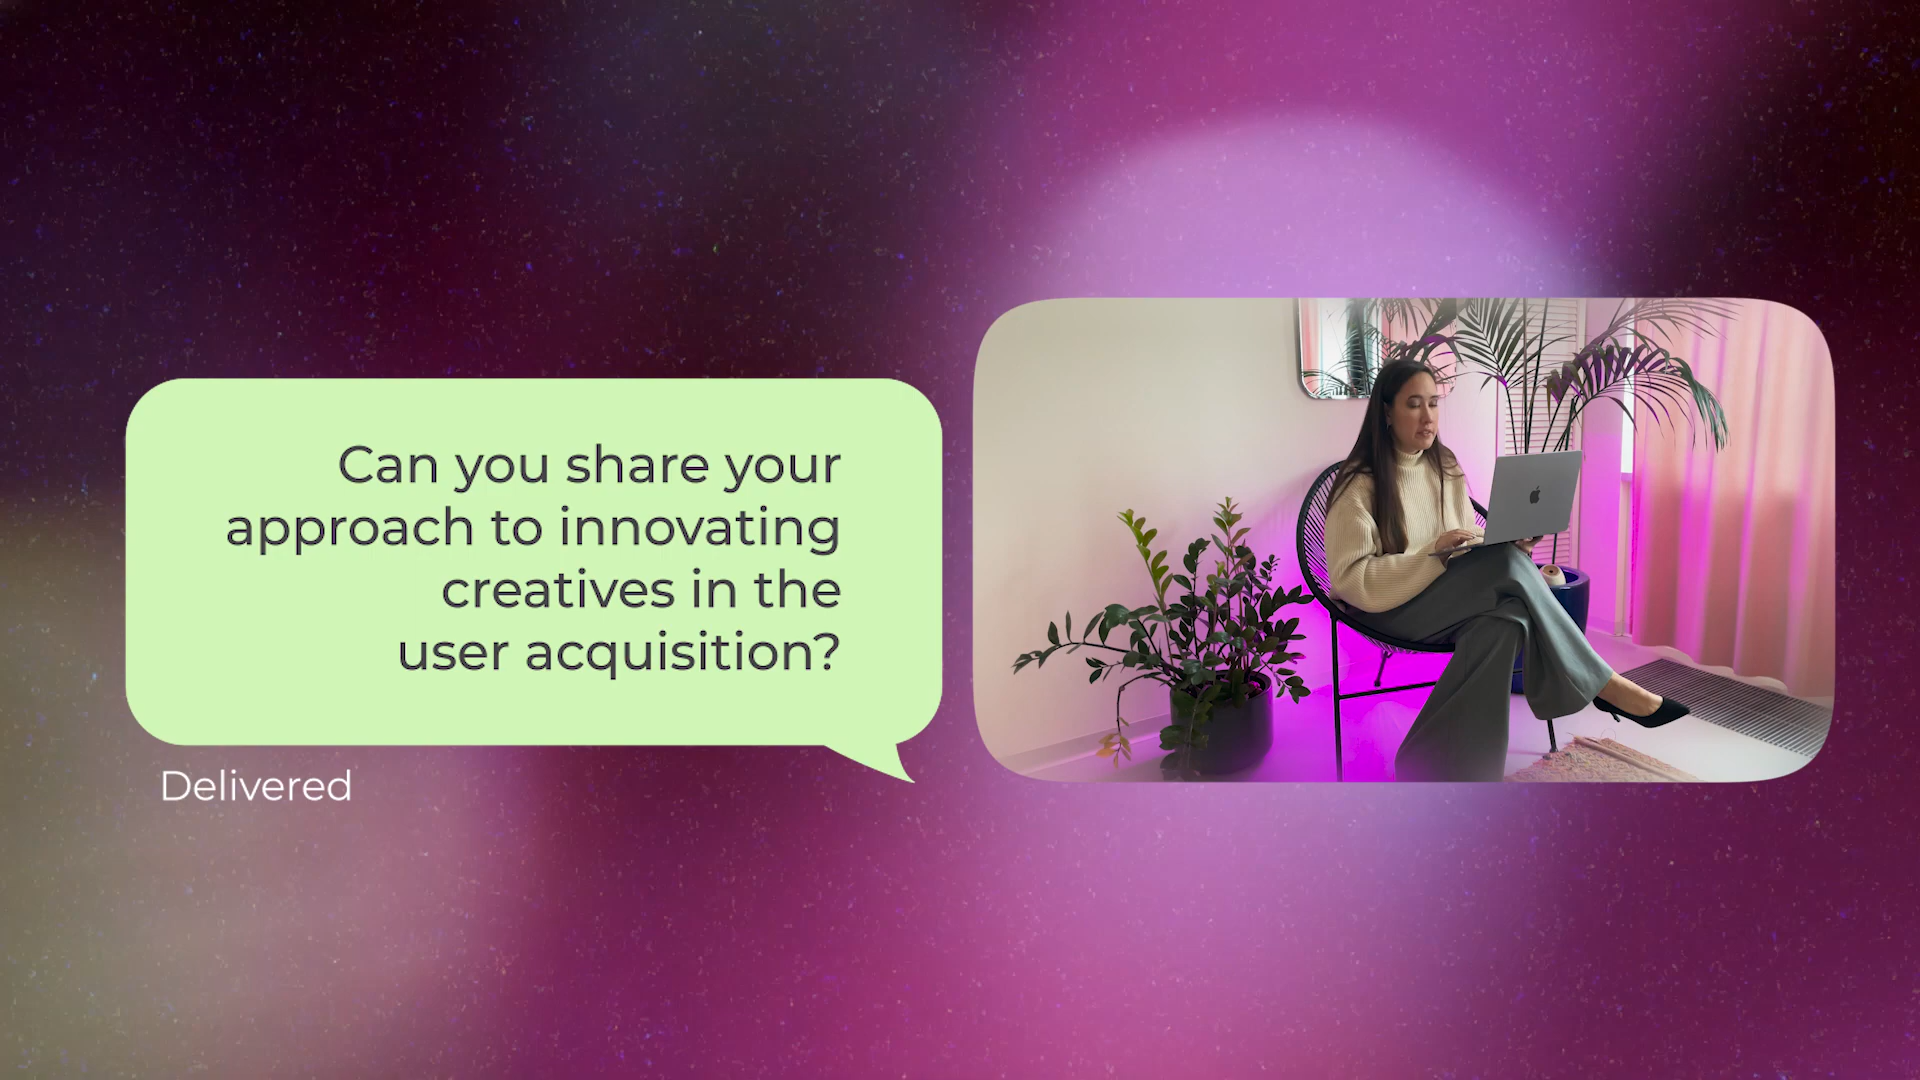 Can you share your
approach to innovating
creatives in the
user acquisition?
Delivered